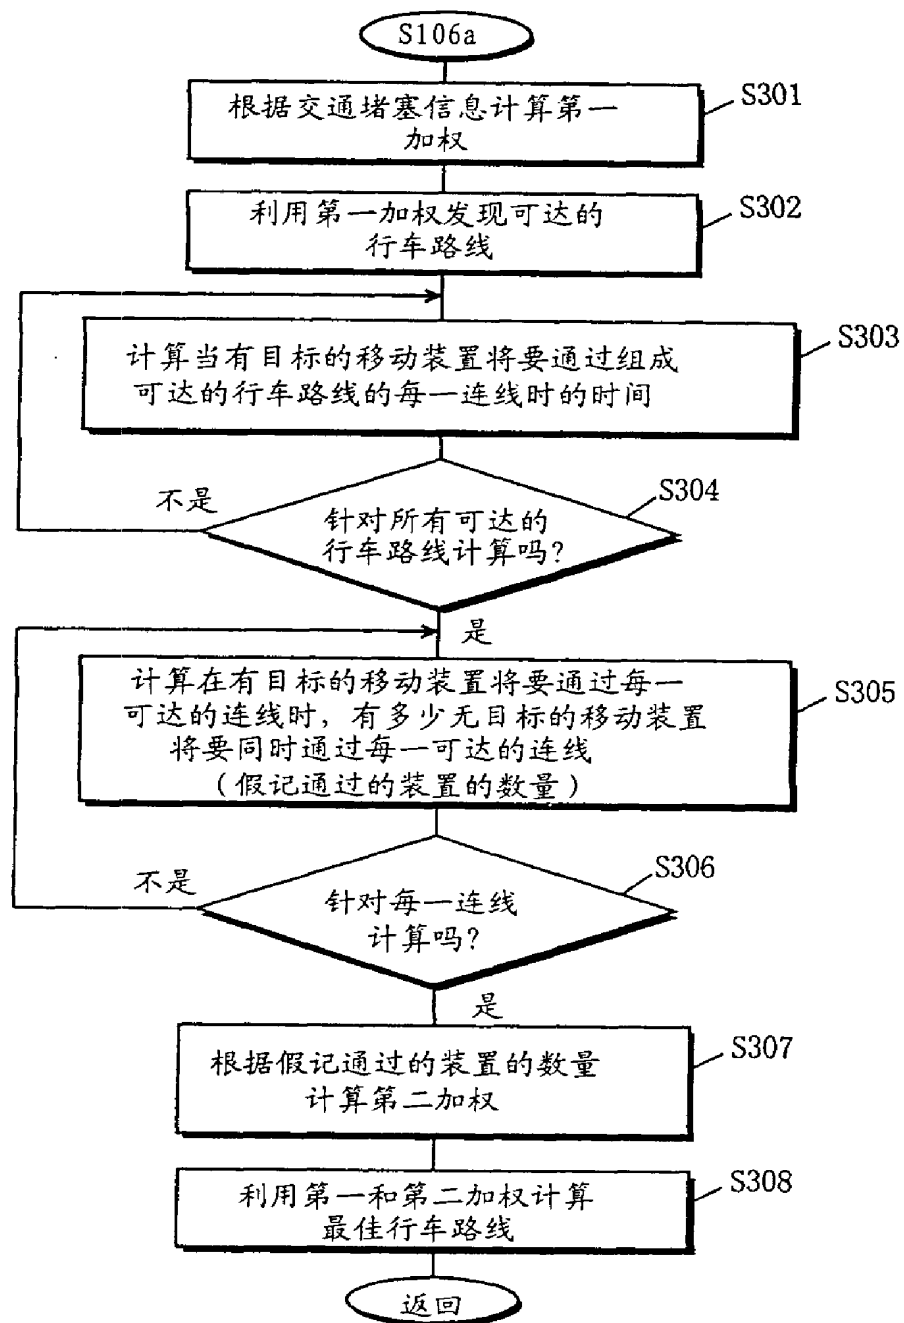 S106a
根据交通堵塞信息计算第一
加权
S301
利用第一加权发现可达的
行车路线
S302
计算当有目标的移动装置将要通过组成
可达的行车路线的每一连线时的时间
S303
不是
针对所有可达的
行车路线计算吗?
S304
是
计算在有目标的移动装置将要通过每一
可达的连线时, 有多少无目标的移动装置
将要同时通过每一可达的连线
(假记通过的装置的数量)
S305
不是
针对每一连线
计算吗?
S306
是
根据假记通过的装置的数量
计算第二加权
S307
利用第一和第二加权计算
最佳行车路线
S308
返回